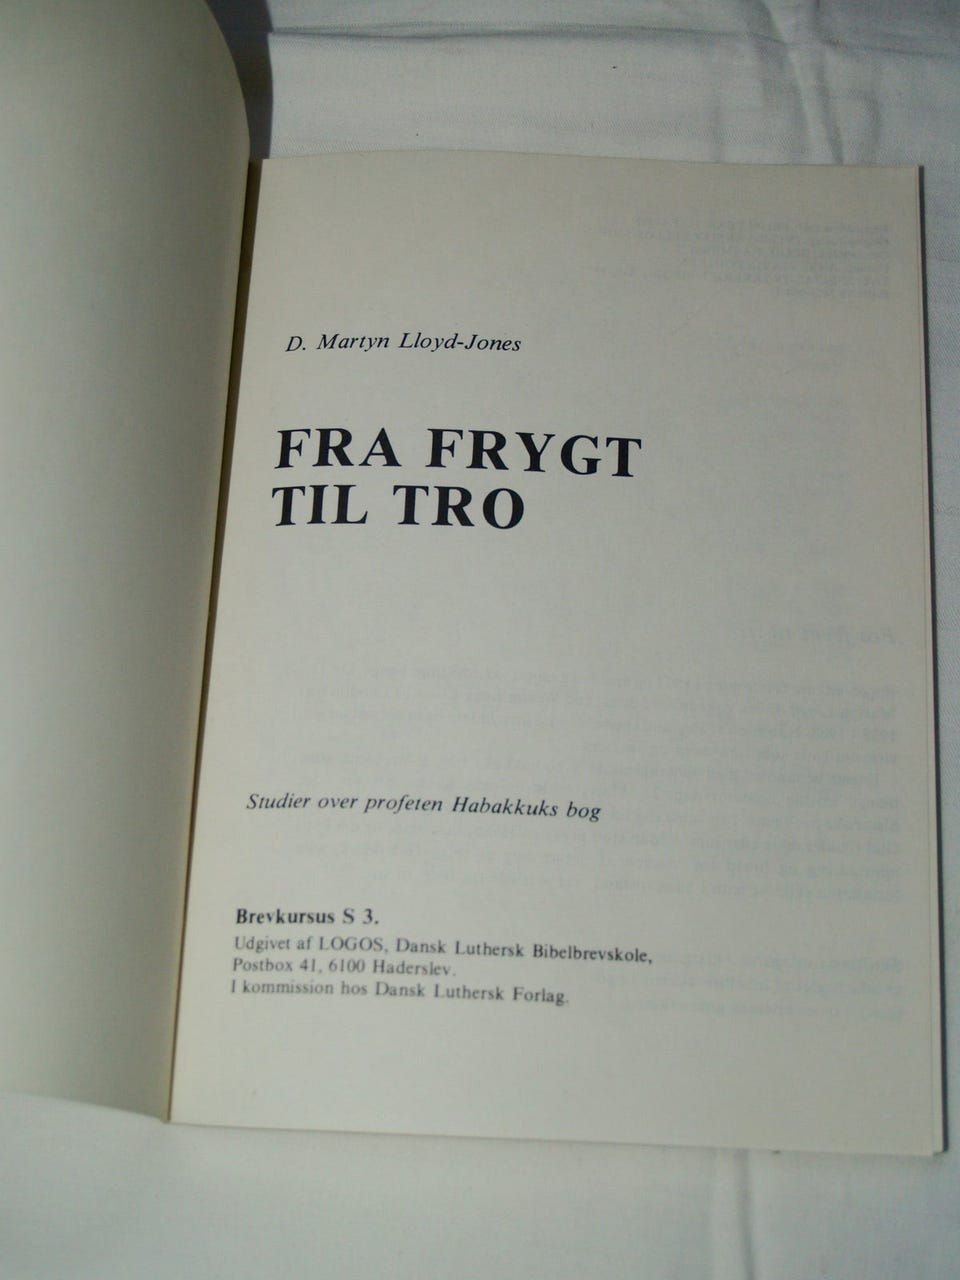 D. Martyn Lloyd-Jones
FRA FRYGT
TIL TRO
Studier over profeten Habakkuks bog
Brevkursus S 3.
Udgivet af LOGOS, Dansk Luthersk Bibelbrevskole,
Postbox 41, 6100 Haderslev.
I kommission hos Dansk Luthersk Forlag.